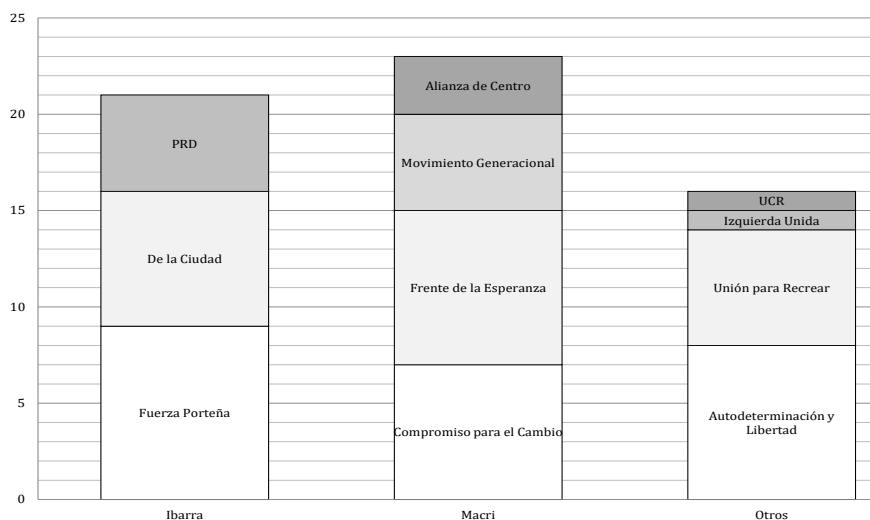 25
20
15
10
5
0
PRD
De la Ciudad
Fuerza Porteña
Alianza de Centro
Movimiento Generacional
Frente de la Esperanza
Compromiso para el Cambio
UCR
Izquierda Unida
Unión para Recrear
Autodeterminación y
Libertad
Ibarra
Macri
Otros